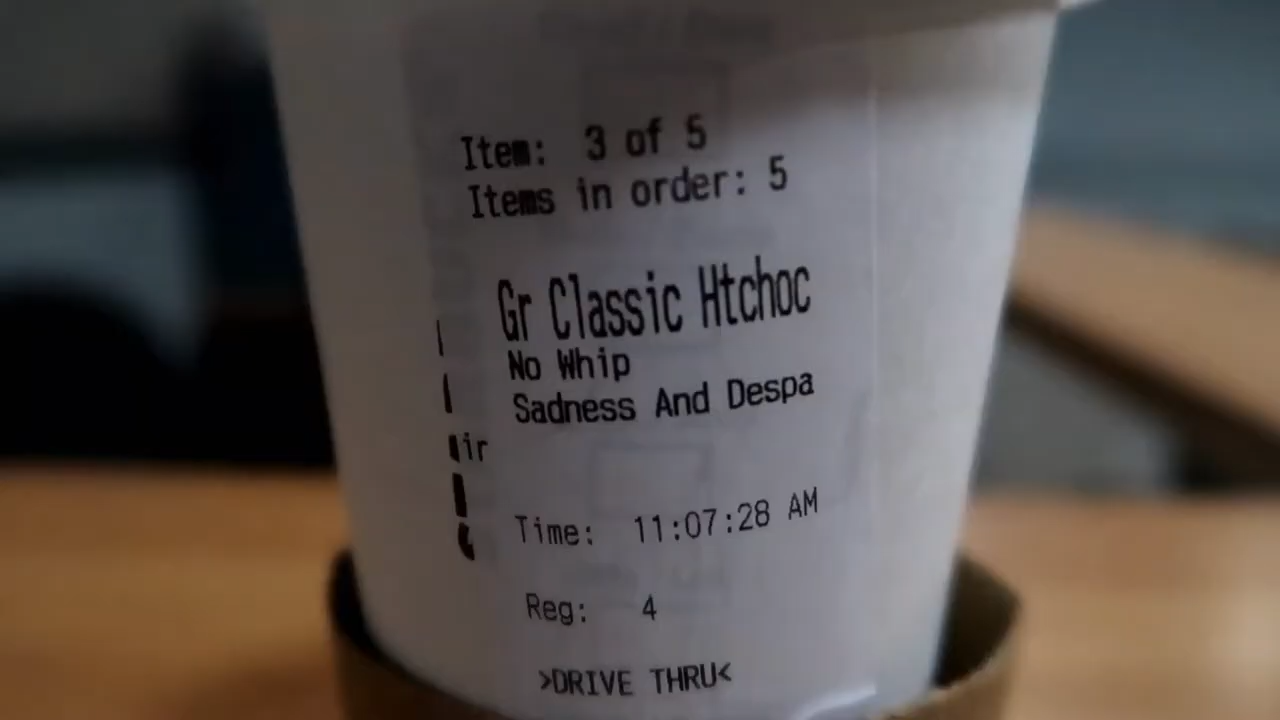 Item: 3 of 5
Items in order: 5
Gr Classic Htchoc
No Whip
Sadness And Despa
ir
Time: 11:07:28 AM
Reg: 4
>DRIVE THRU<